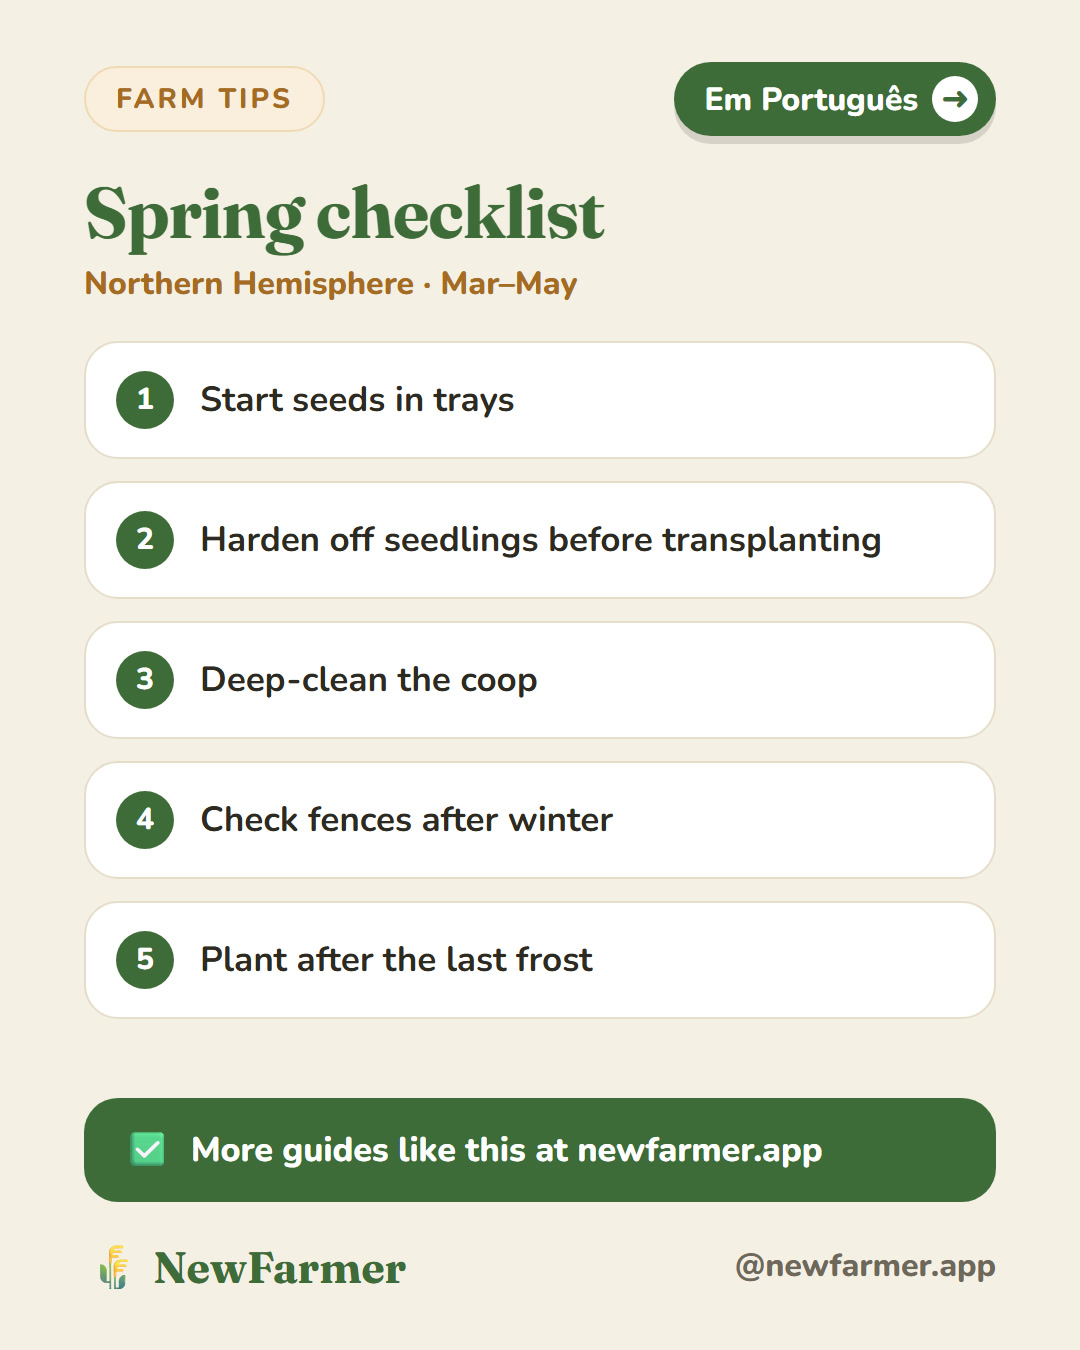 FARM TIPS
Em Português ➜
Spring checklist
Northern Hemisphere · Mar–May
1 Start seeds in trays
2 Harden off seedlings before transplanting
3 Deep-clean the coop
4 Check fences after winter
5 Plant after the last frost
✅ More guides like this at newfarmer.app
NewFarmer
@newfarmer.app